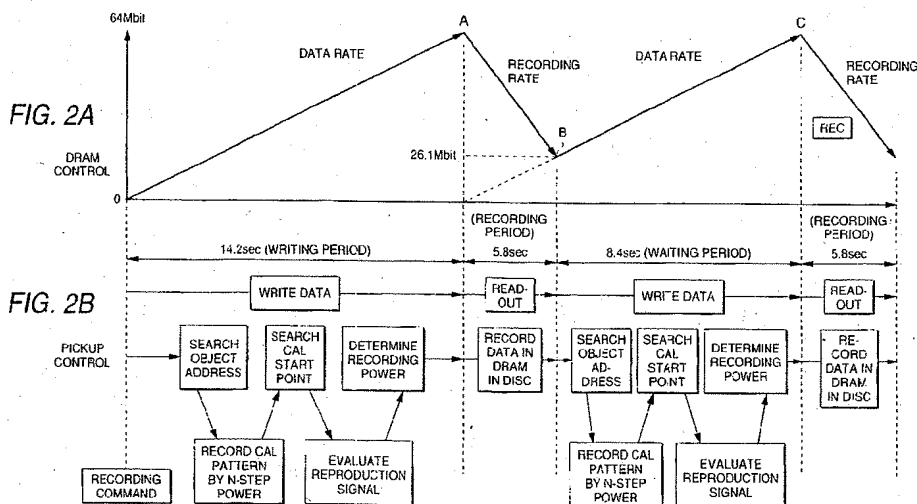 64Mbit
A
C
DATA RATE
RECORDING
RATE
DATA RATE
RECORDING
RATE
FIG. 2A
REC
B
DRAM
CONTROL
26.1Mbit
0
(RECORDING
PERIOD)
(RECORDING
PERIOD)
14.2sec (WRITING PERIOD)
5.8sec
8.4sec (WAITING PERIOD)
5.8sec
FIG. 2B
WRITE DATA
READ-
OUT
WRITE DATA
READ-
OUT
PICKUP
CONTROL
SEARCH
OBJECT
ADDRESS
SEARCH
CAL
START
POINT
DETERMINE
RECORDING
POWER
RECORD
DATA IN
DRAM
IN DISC
SEARCH
OBJECT
AD-
DRESS
SEARCH
CAL
START
POINT
DETERMINE
RECORDING
POWER
RE-
CORD
DATA IN
DRAM
IN DISC
RECORD CAL
PATTERN
BY N-STEP
POWER
EVALUATE
REPRODUCTION
SIGNAL
RECORD CAL
PATTERN
BY N-STEP
POWER
EVALUATE
REPRODUCTION
SIGNAL
RECORDING
COMMAND